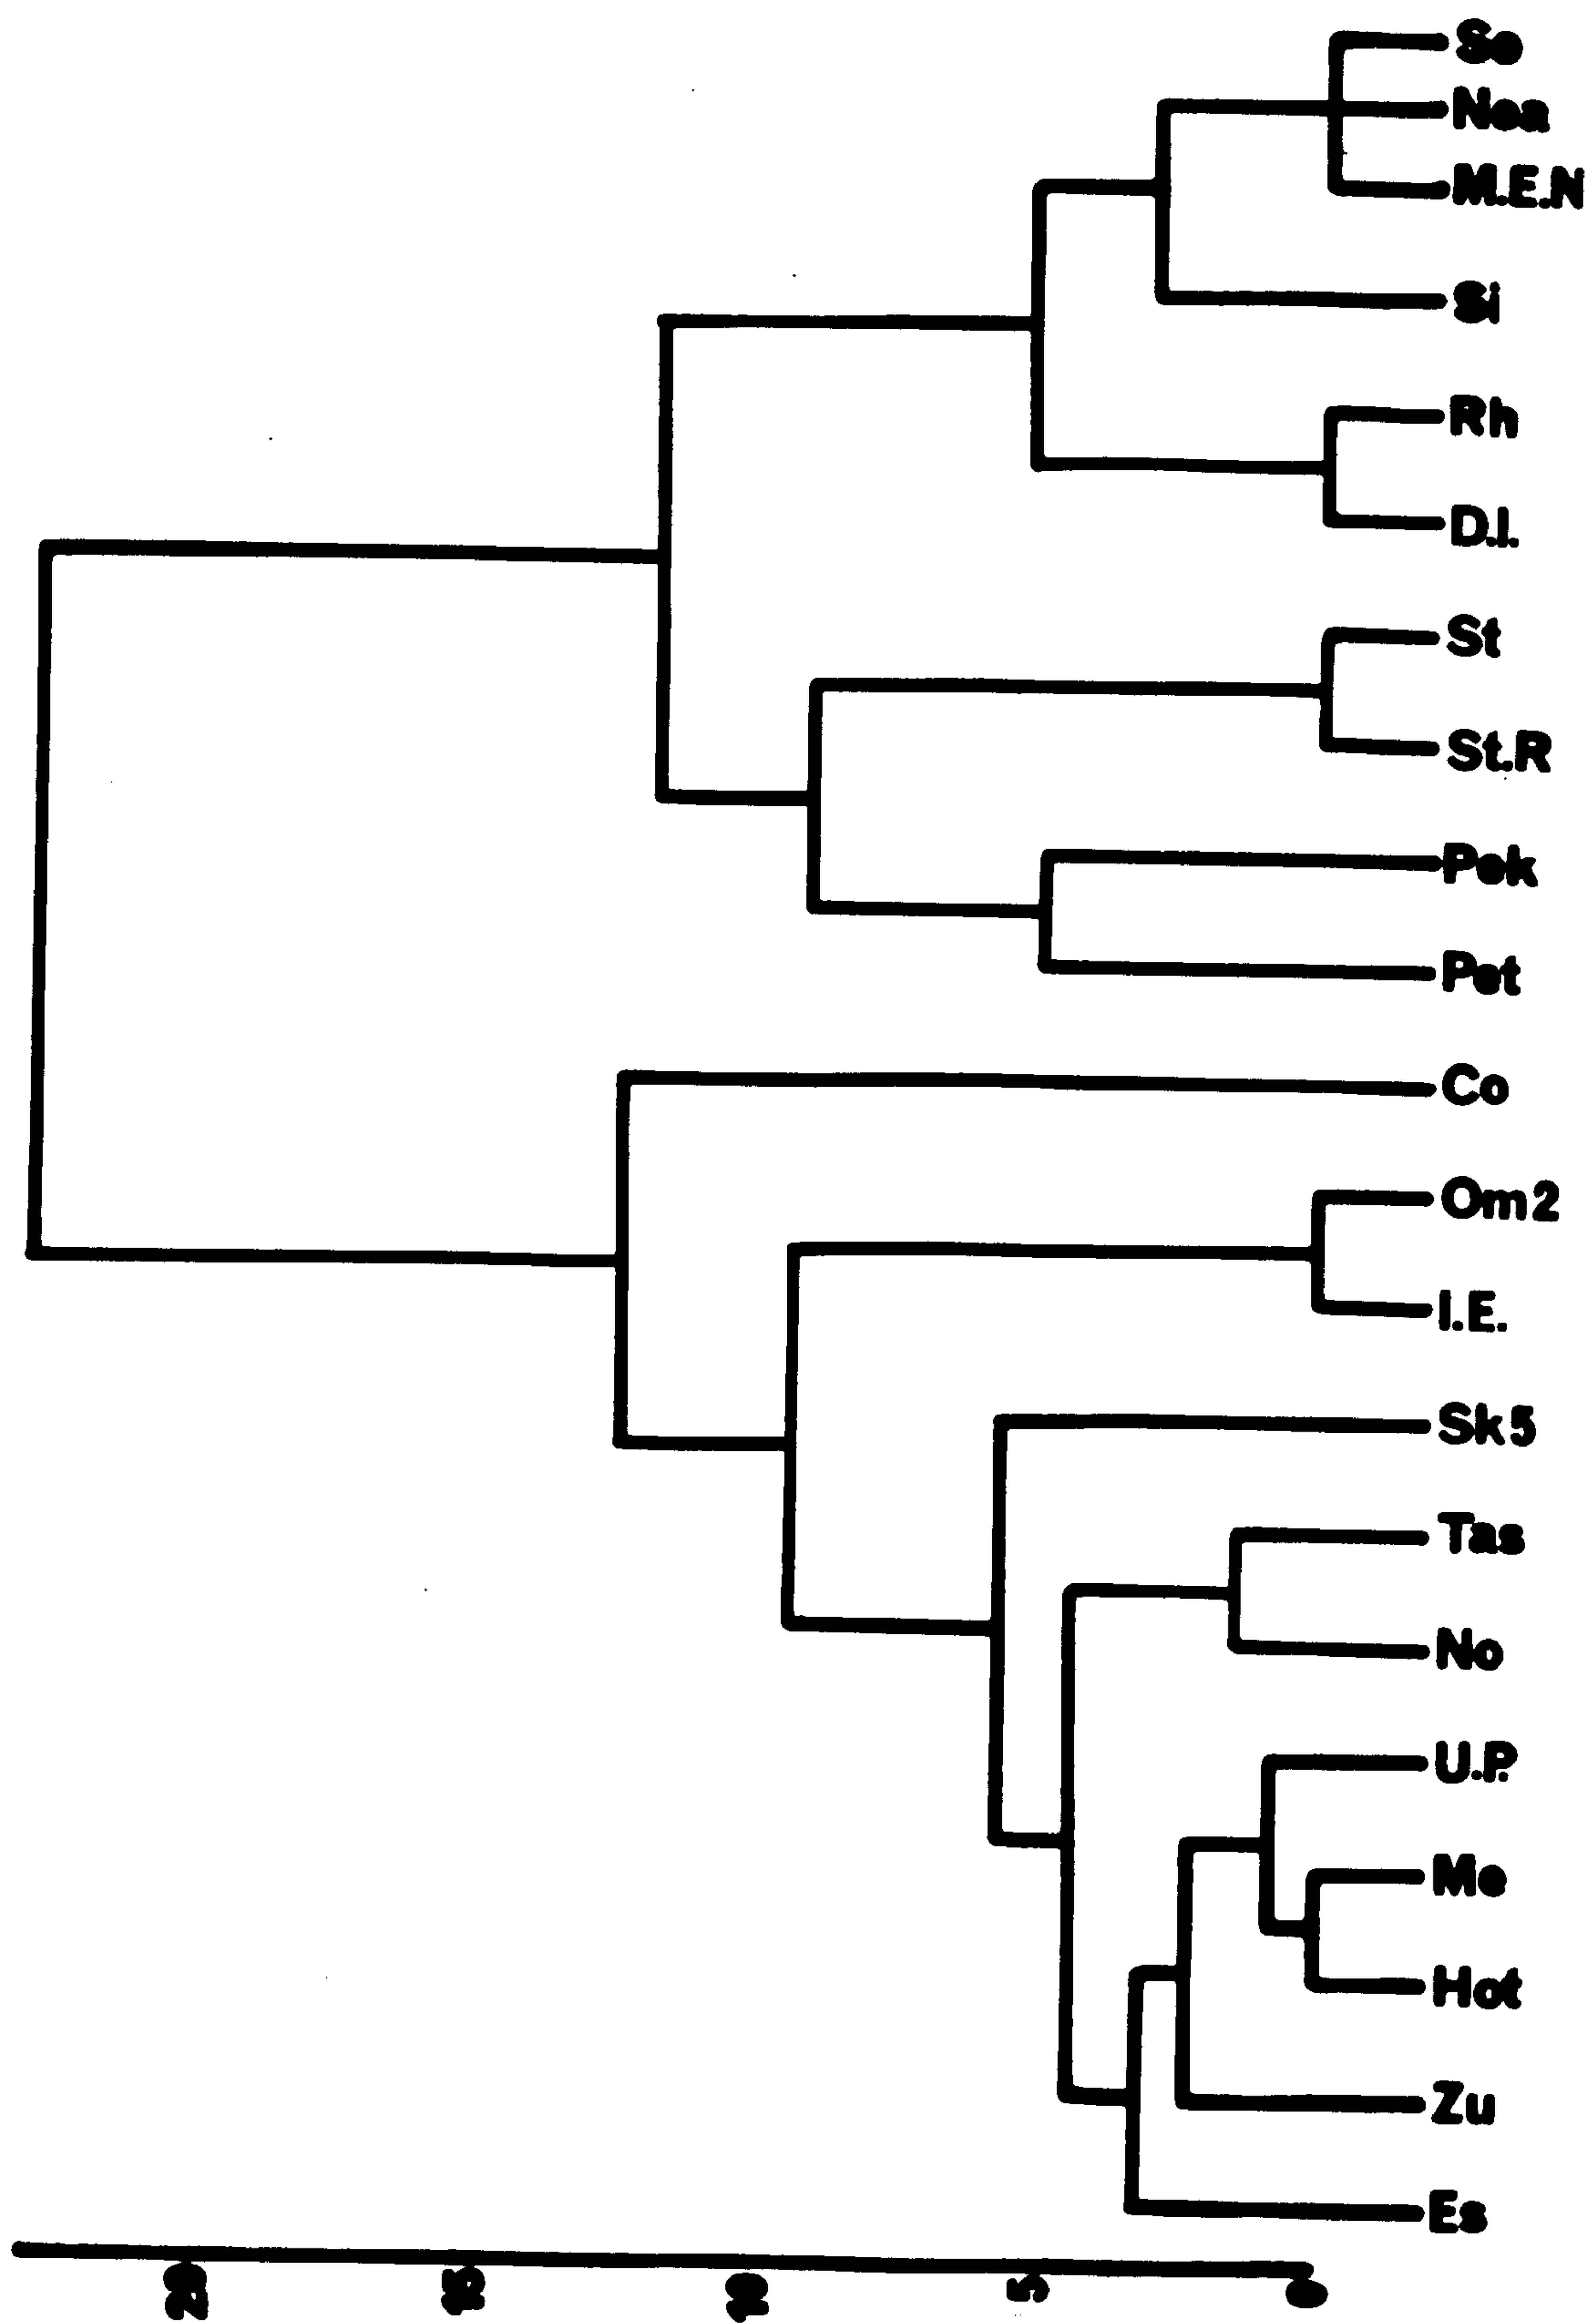 So
Nea
M.E.N
Si
Rh
D.I.
St
St.R
Pek
Pet
Co
Om2
I.E.
Sk5
Tas
No
U.P.
Me
Hot
Zu
Es
20 15 10 5 0